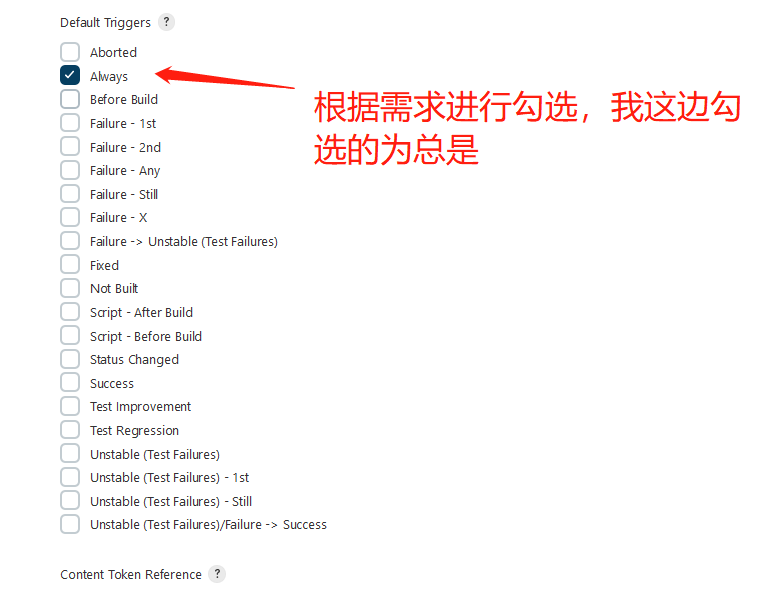 Default Triggers ?
Aborted
Always
Before Build
根据需求进行勾选，我这边勾
选的为总是
Failure - 1st
Failure - 2nd
Failure - Any
Failure - Still
Failure - X
Failure -> Unstable (Test Failures)
Fixed
Not Built
Script - After Build
Script - Before Build
Status Changed
Success
Test Improvement
Test Regression
Unstable (Test Failures)
Unstable (Test Failures) - 1st
Unstable (Test Failures) - Still
Unstable (Test Failures)/Failure -> Success
Content Token Reference ?